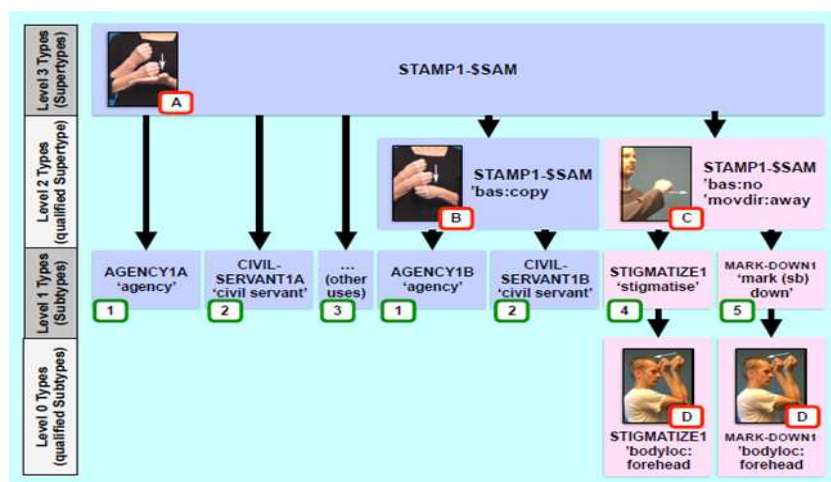 Level 3 Types
(Supertypes)
A
STAMP1-$SAM
Level 2 Types
(qualified Supertype)
B
STAMP1-$SAM
'bas:copy
C
STAMP1-$SAM
'bas:no
'movdir:away
Level 1 Types
(Subtypes)
AGENCY1A
‘agency’
1
CIVIL-
SERVANT1A
‘civil servant’
2
...
(other
uses)
3
AGENCY1B
‘agency’
1
CIVIL-
SERVANT1B
‘civil servant’
2
STIGMATIZE1
‘stigmatise’
4
MARK-DOWN1
‘mark (sb)
down’
5
Level 0 Types
(qualified Subtypes)
D
STIGMATIZE1
'bodyloc:
forehead
D
MARK-DOWN1
'bodyloc:
forehead